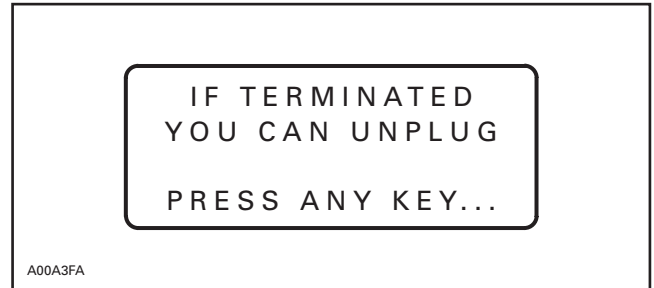 IF TERMINATED
YOU CAN UNPLUG
PRESS ANY KEY...
A00A3FA